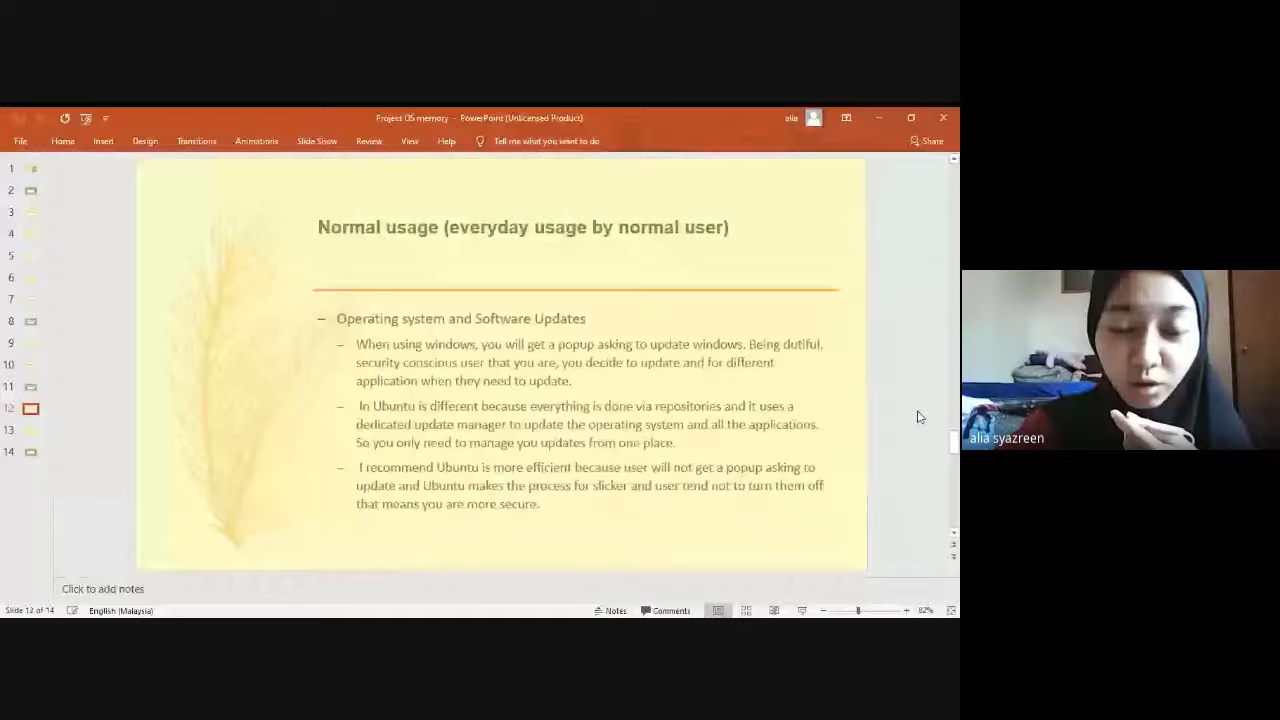 Project OS memory - PowerPoint (Unlicensed Product)
alia
File Home Insert Design Transitions Animations Slide Show Review View Help Tell me what you want to do
Share
1
2
3
4
5
6
7
8
9
10
11
12
13
14
Normal usage (everyday usage by normal user)
– Operating system and Software Updates
– When using windows, you will get a popup asking to update windows. Being dutiful,
security conscious user that you are, you decide to update and for different
application when they need to update.
– In Ubuntu is different because everything is done via repositories and it uses a
dedicated update manager to update the operating system and all the applications.
So you only need to manage you updates from one place.
– I recommend Ubuntu is more efficient because user will not get a popup asking to
update and Ubuntu makes the process for slicker and user tend not to turn them off
that means you are more secure.
alia syazreen
Click to add notes
Slide 12 of 14 English (Malaysia) Notes Comments 82%